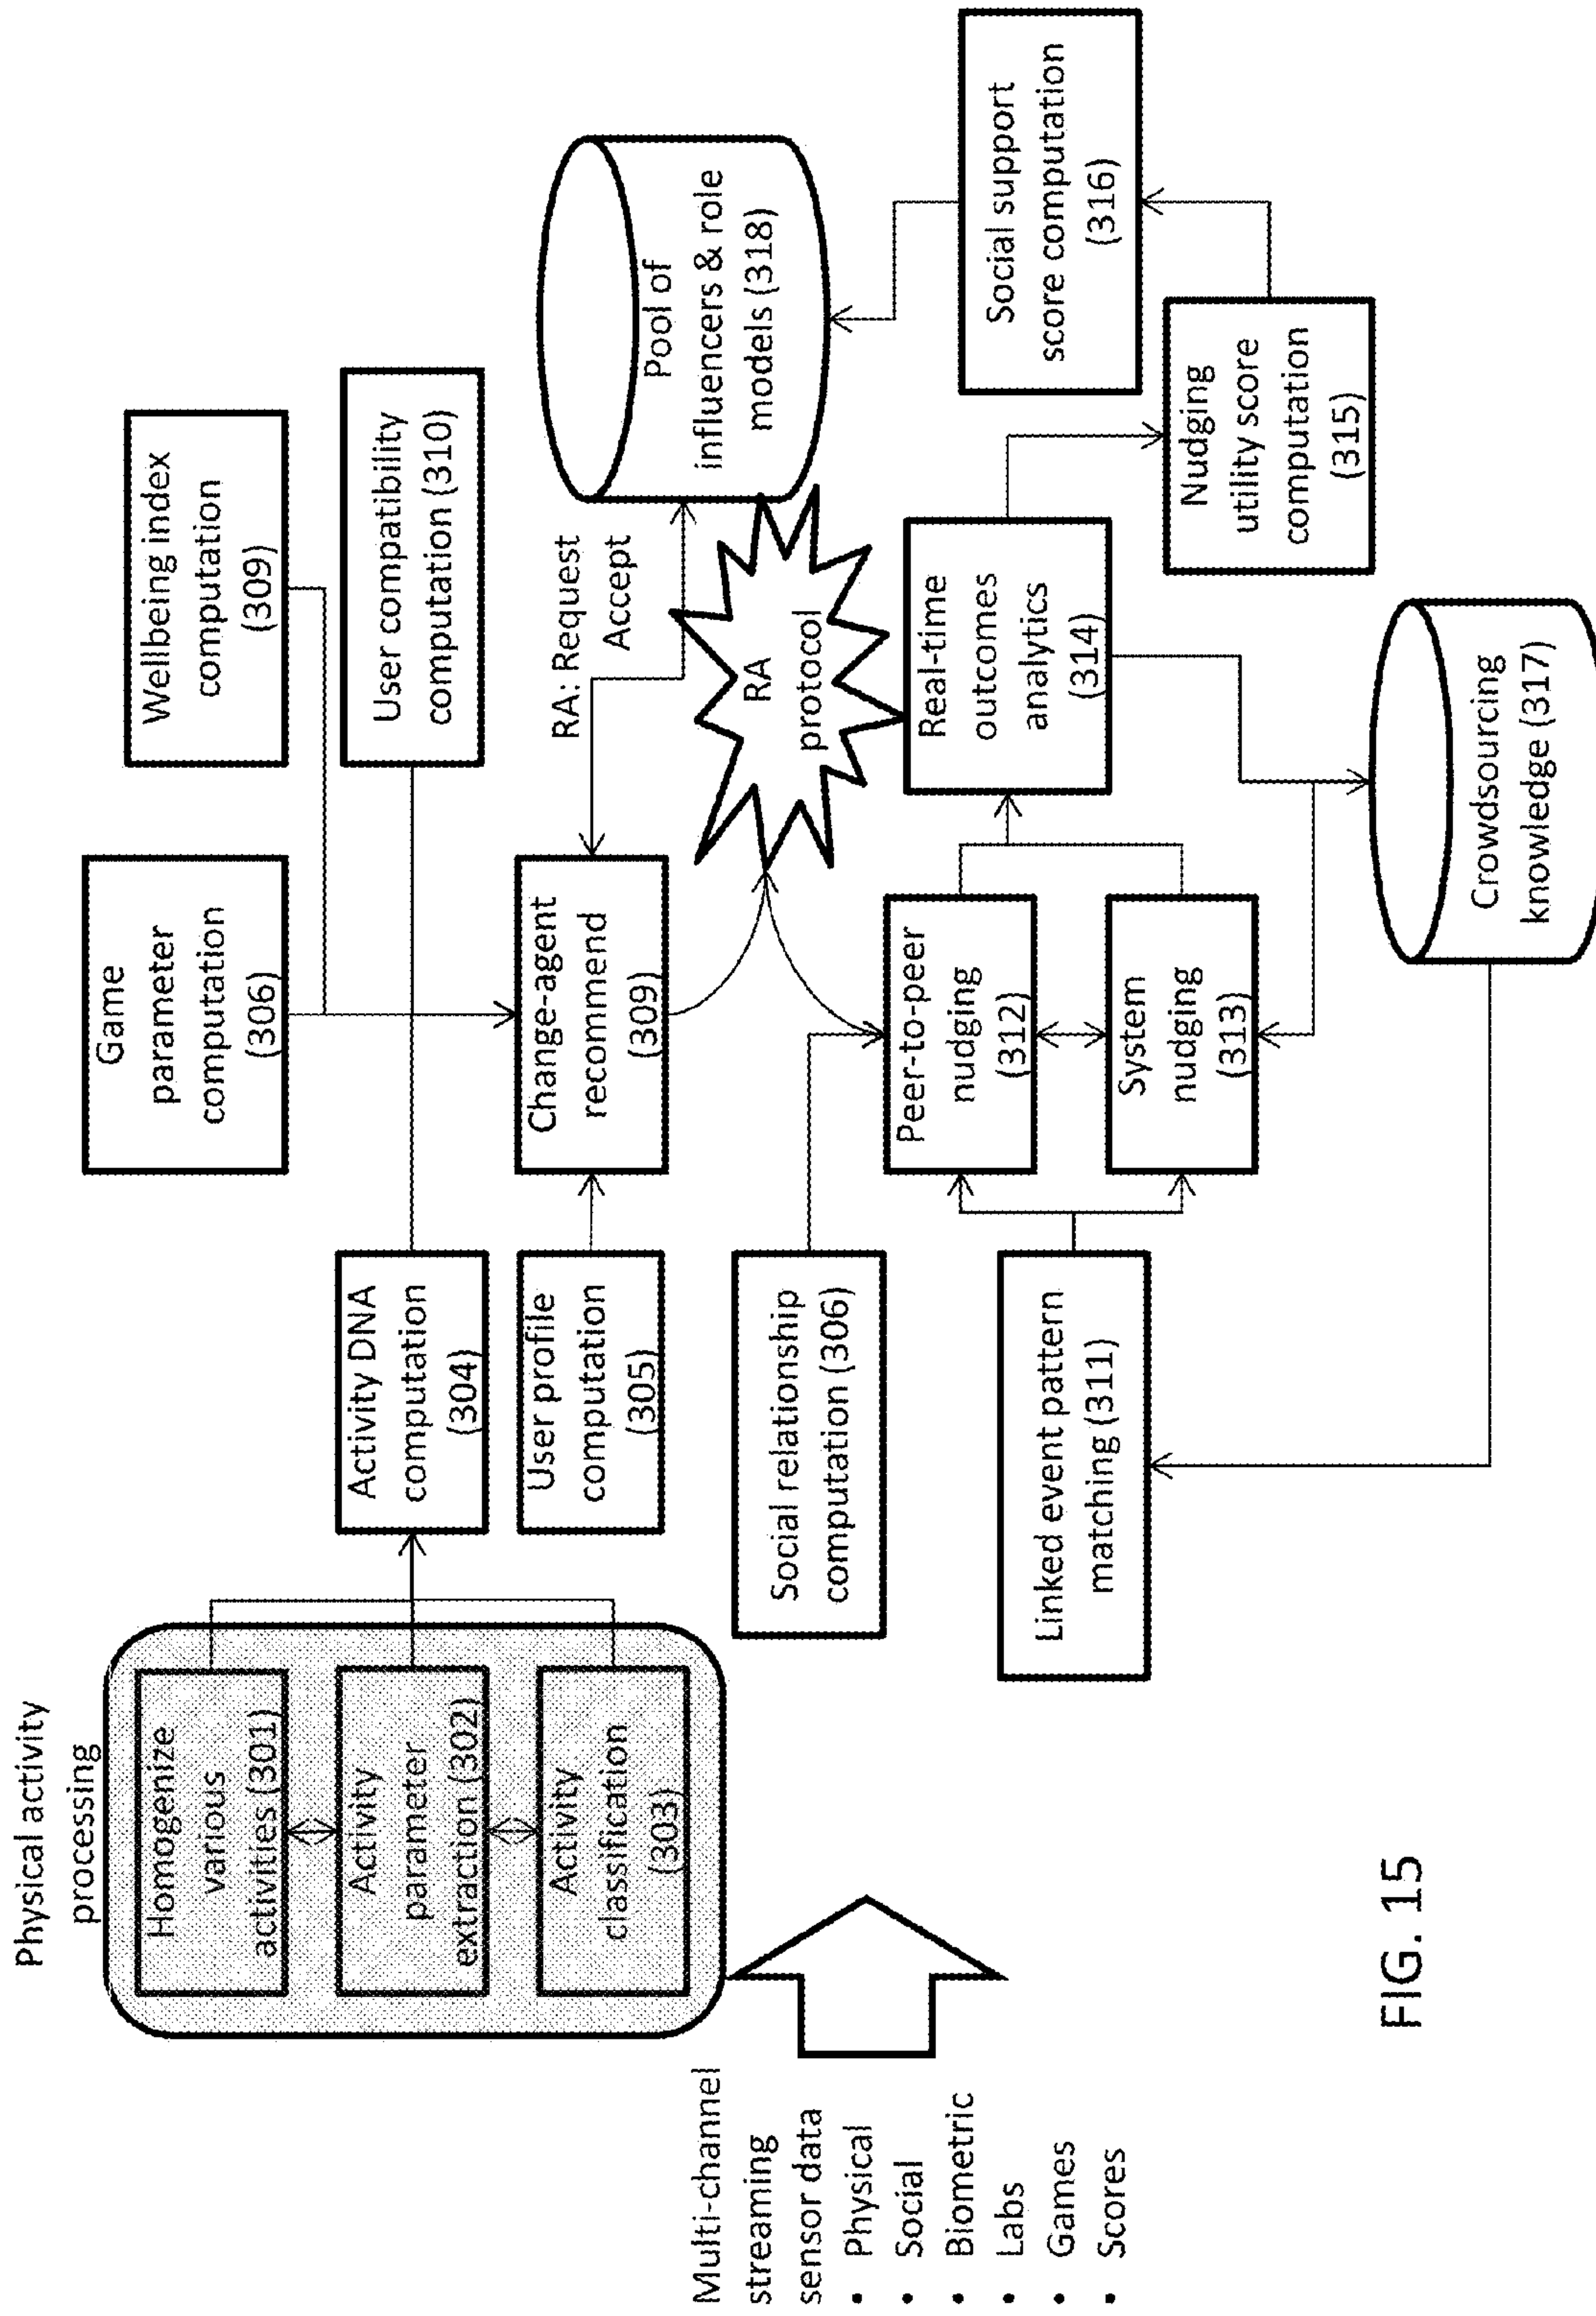 Physical activity
processing
Homogenize
various
activities (301)
Activity
parameter
extraction (302)
Activity
classification
(303)
Multi-channel
streaming
sensor data
• Physical
• Social
• Biometric
• Labs
• Games
• Scores
Activity DNA
computation
(304)
User profile
computation
(305)
Social relationship
computation (306)
Linked event pattern
matching (311)
Game
parameter
computation
(306)
Wellbeing index
computation
(309)
User compatibility
computation (310)
Change-agent
recommend
(309)
RA: Request
Accept
Pool of
influencers & role
models (318)
RA
protocol
Peer-to-peer
nudging
(312)
System
nudging
(313)
Real-time
outcomes
analytics
(314)
Nudging
utility score
computation
(315)
Social support
score computation
(316)
Crowdsourcing
knowledge (317)
FIG. 15